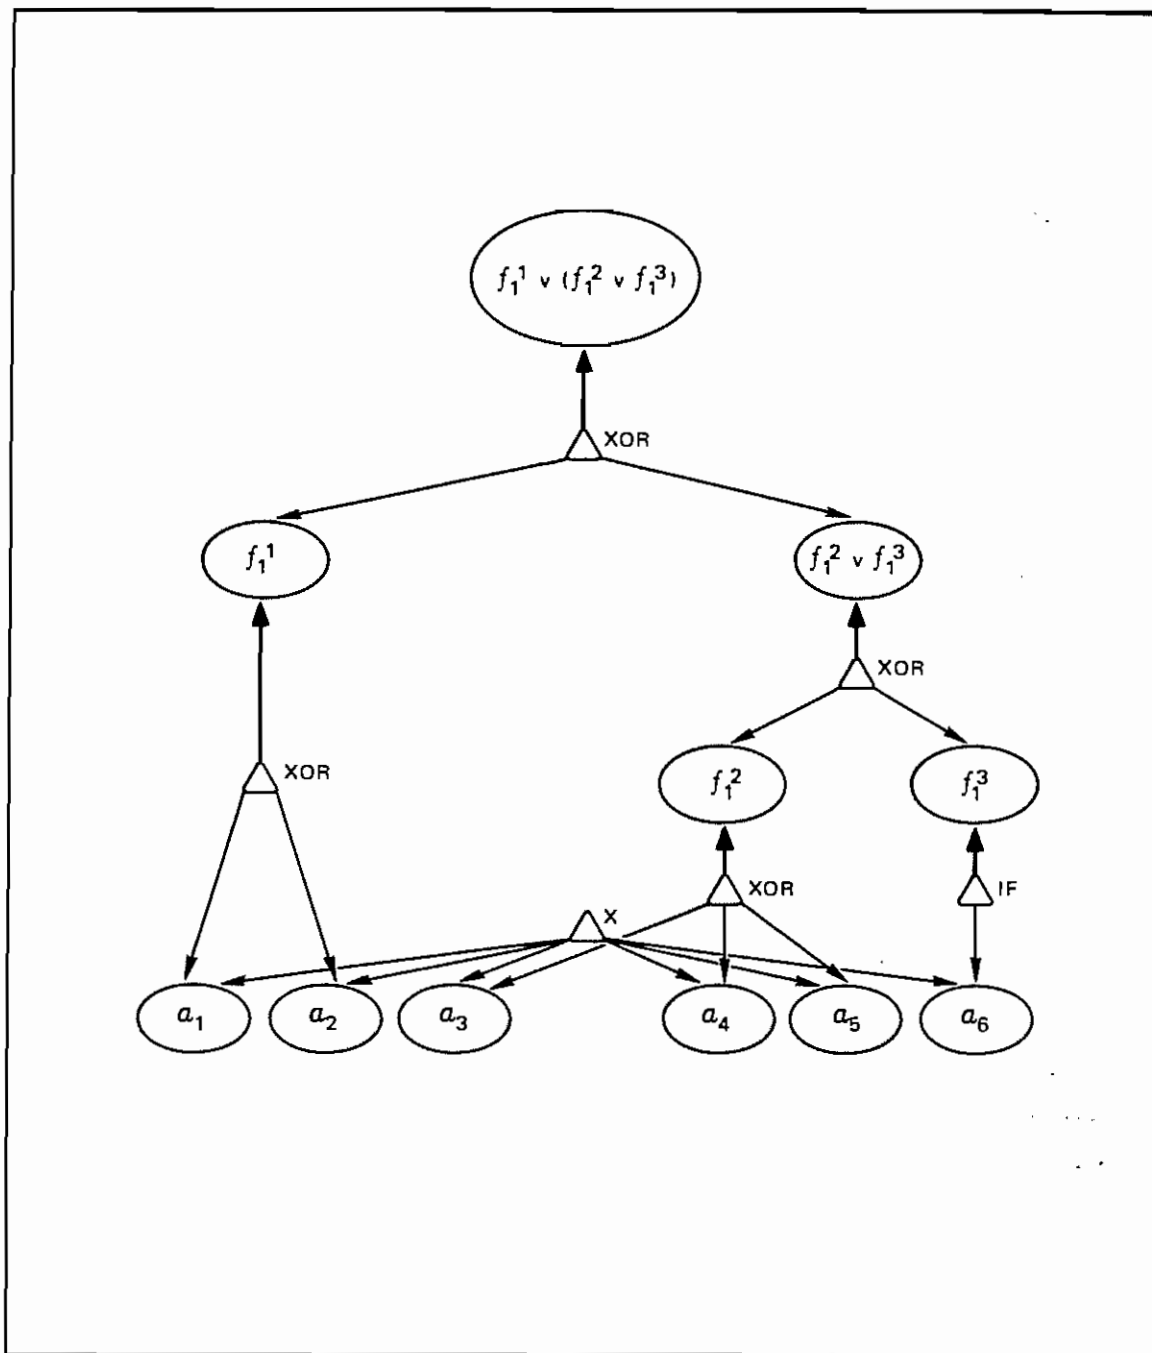 f₁¹ v (f₁² v f₁³)
XOR
f₁¹
f₁² v f₁³
XOR
XOR
f₁²
f₁³
XOR
IF
X
a₁
a₂
a₃
a₄
a₅
a₆